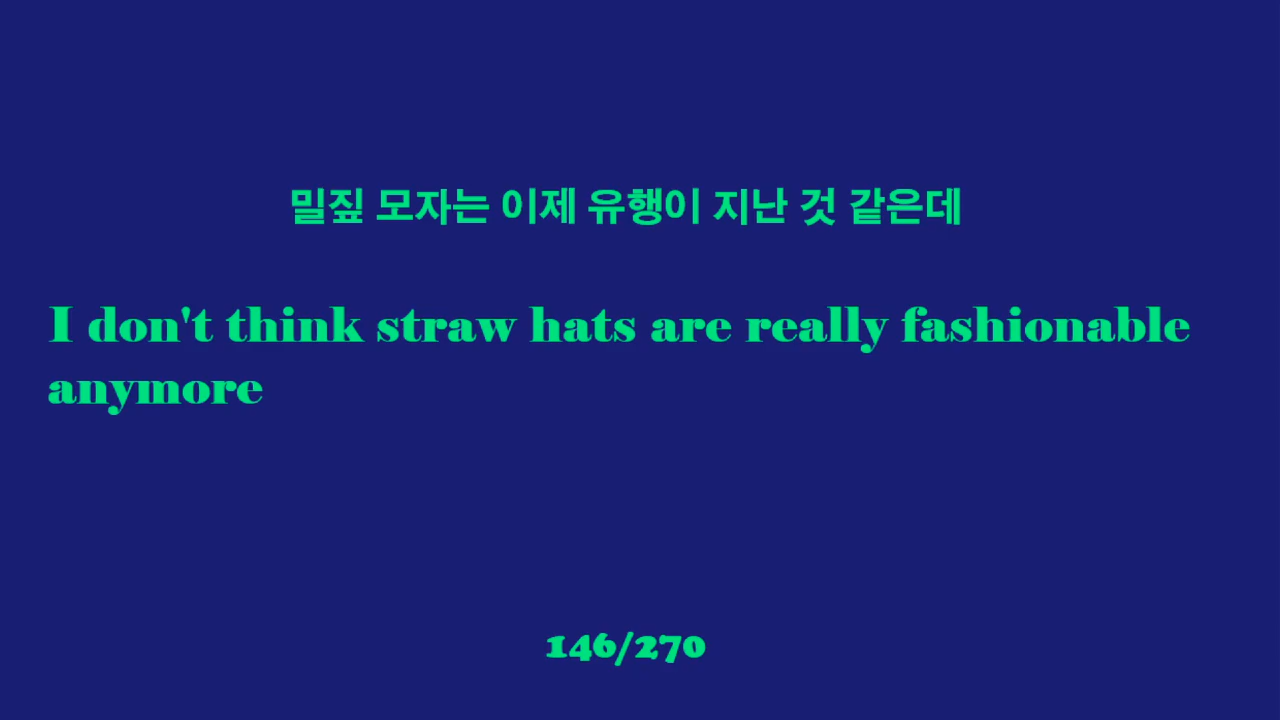 밀짚 모자는 이제 유행이 지난 것 같은데
I don't think straw hats are really fashionable
anymore
146/270